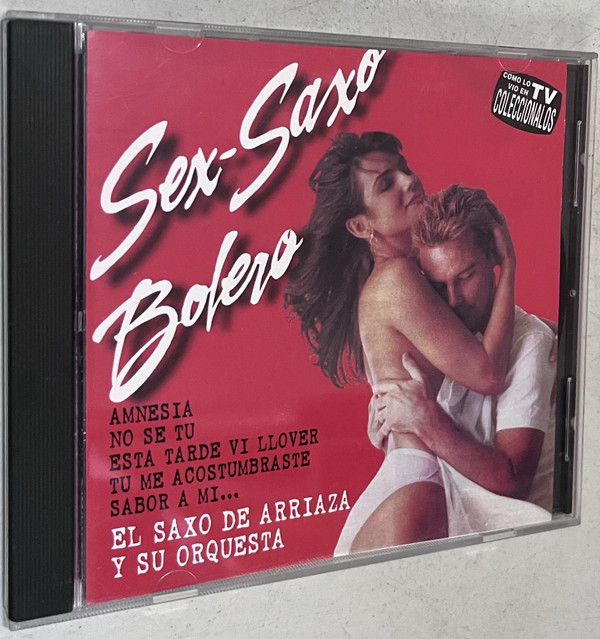 Sex-Saxo
Bolero
COMO LO
VIO EN TV
COLECCIONALOS
AMNESIA
NO SE TU
ESTA TARDE VI LLOVER
TU ME ACOSTUMBRASTE
SABOR A MI...
EL SAXO DE ARRIAZA
Y SU ORQUESTA